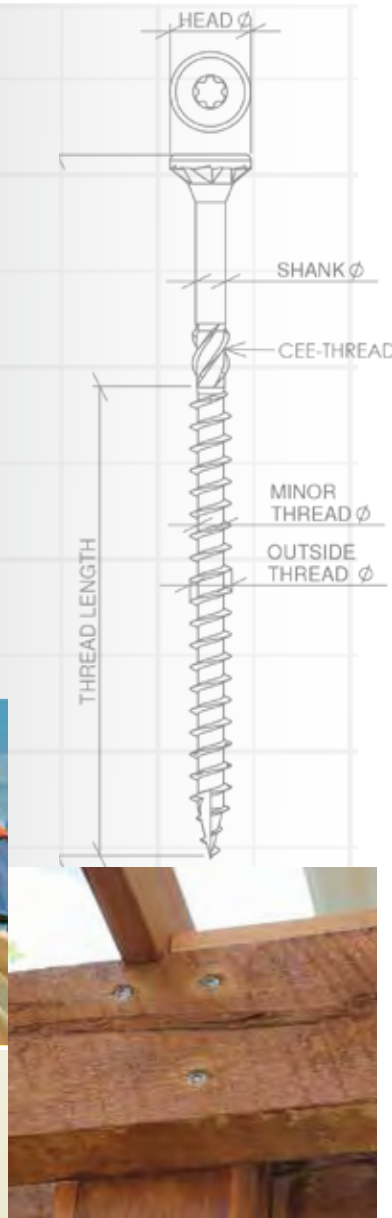 HEAD Ø
SHANK Ø
CEE-THREAD
MINOR
THREAD Ø
OUTSIDE
THREAD Ø
THREAD LENGTH